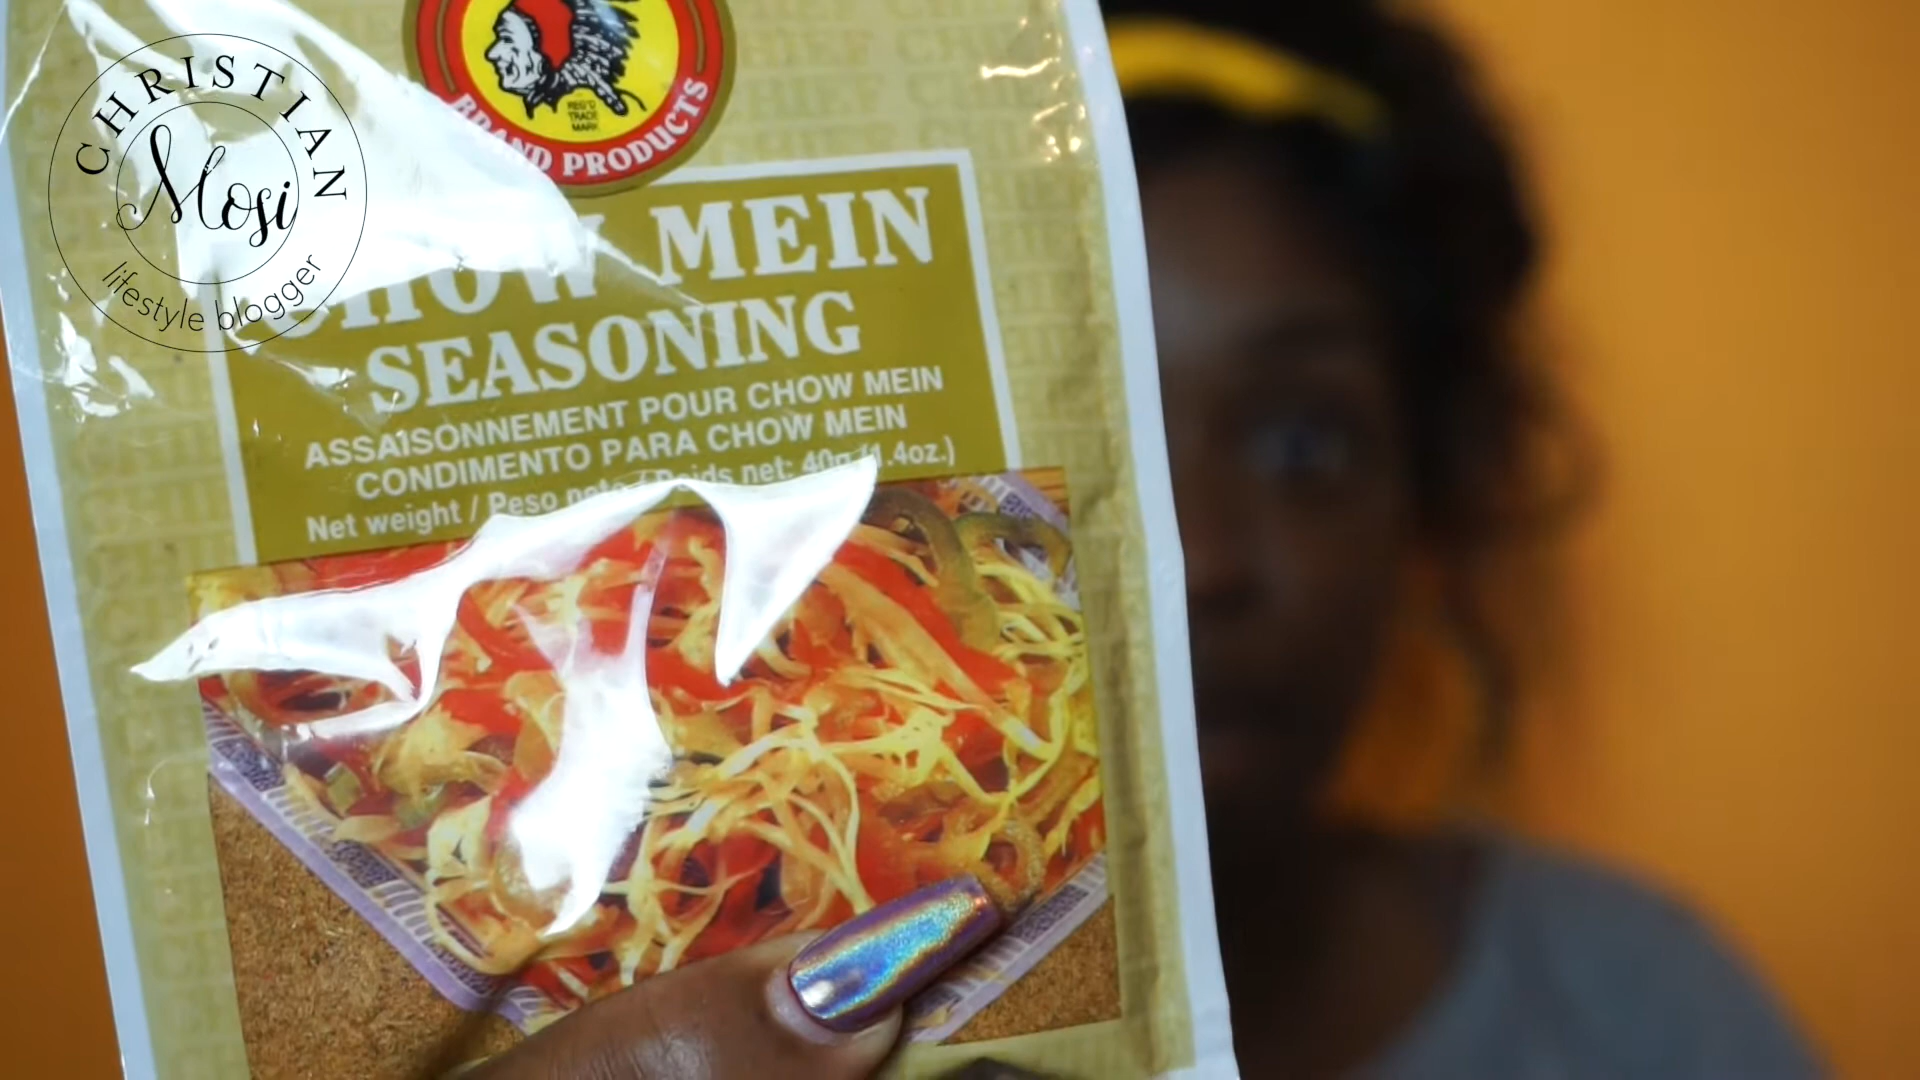 CHRISTIAN
Mosi
lifestyle blogger
REG'D
TRADE
MARK
BRAND PRODUCTS
CHOW MEIN
SEASONING
ASSAISONNEMENT POUR CHOW MEIN
CONDIMENTO PARA CHOW MEIN
Net weight / Peso neto / Poids net: 40g (1.4oz.)